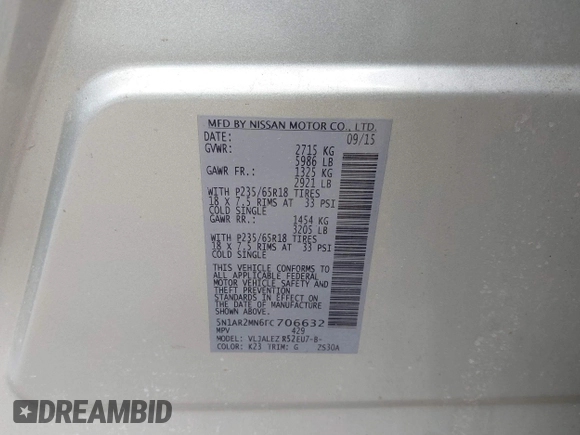 MFD BY NISSAN MOTOR CO., LTD.
DATE: 09/15
GVWR: 2715 KG
5986 LB
GAWR FR.: 1325 KG
2921 LB
WITH P235/65R18 TIRES
18 X 7.5 RIMS AT 33 PSI
COLD SINGLE
GAWR RR.: 1454 KG
3205 LB
WITH P235/65R18 TIRES
18 X 7.5 RIMS AT 33 PSI
COLD SINGLE
THIS VEHICLE CONFORMS TO
ALL APPLICABLE FEDERAL
MOTOR VEHICLE SAFETY AND
THEFT PREVENTION
STANDARDS IN EFFECT ON
THE DATE OF MANUFACTURE
SHOWN ABOVE.
5N1AR2MN6FC706632
MPV 429
MODEL: VLJALEZ R52EU7-B-
COLOR: K23 TRIM: G ZS30A
DREAMBID